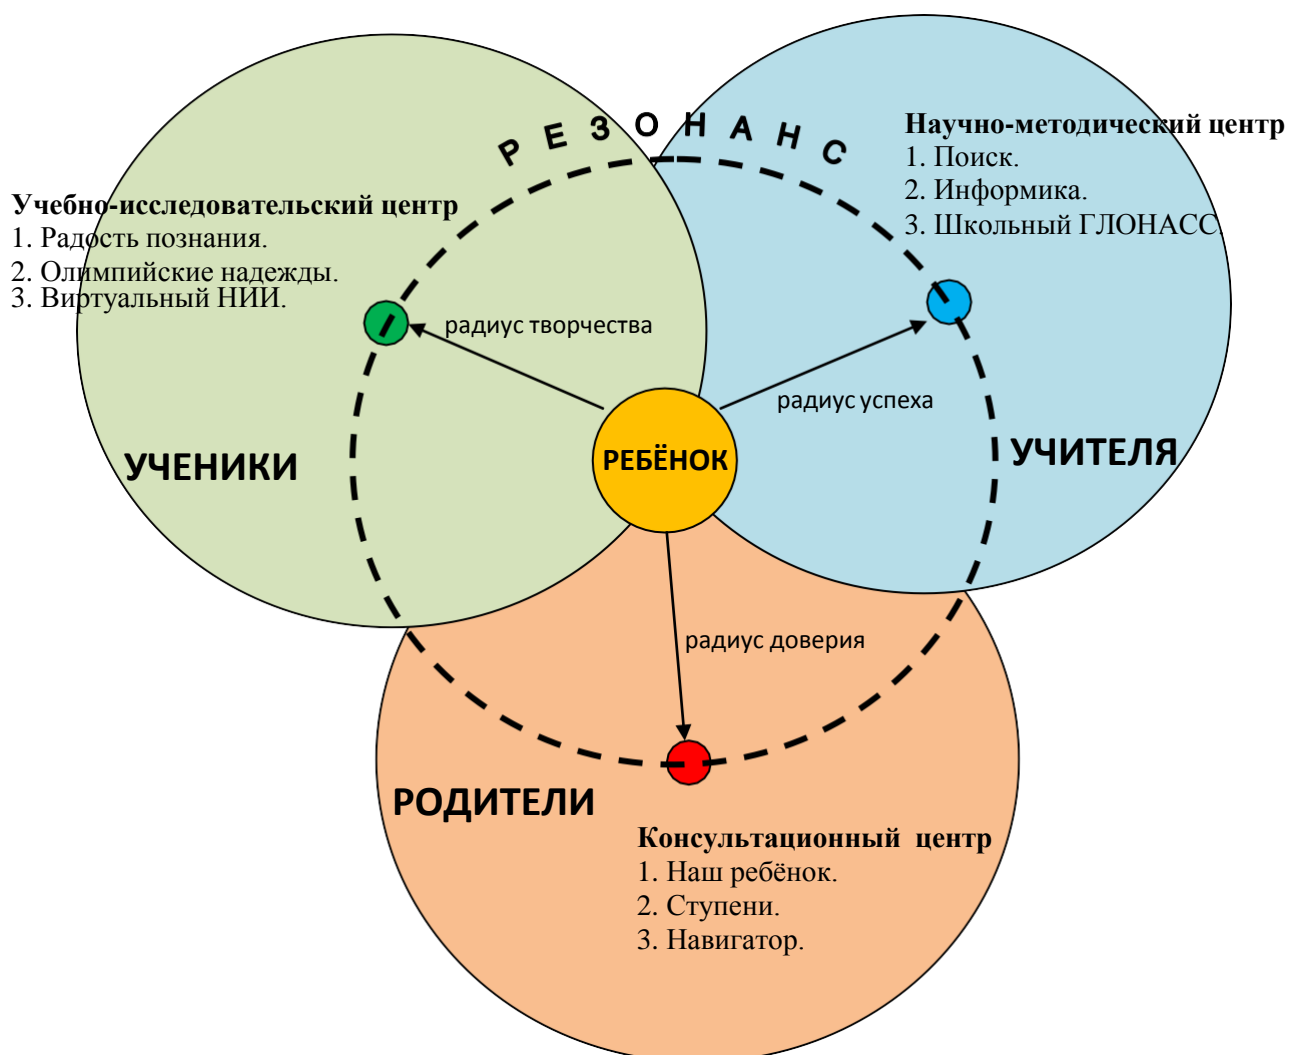 РЕЗОНАНС
Научно-методический центр
1. Поиск.
2. Информика.
3. Школьный ГЛОНАСС.
Учебно-исследовательский центр
1. Радость познания.
2. Олимпийские надежды.
3. Виртуальный НИИ.
радиус творчества
радиус успеха
УЧЕНИКИ
РЕБЁНОК
УЧИТЕЛЯ
радиус доверия
РОДИТЕЛИ
Консультационный центр
1. Наш ребёнок.
2. Ступени.
3. Навигатор.